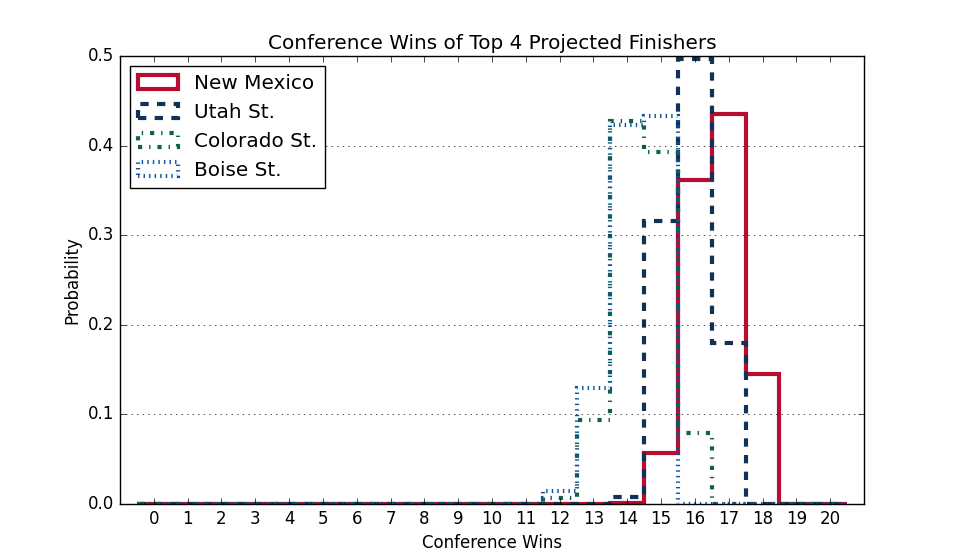 Conference Wins of Top 4 Projected Finishers
0.5
0.4
0.3
0.2
0.1
0.0
Probability
New Mexico
Utah St.
Colorado St.
Boise St.
0 1 2 3 4 5 6 7 8 9 10 11 12 13 14 15 16 17 18 19 20
Conference Wins